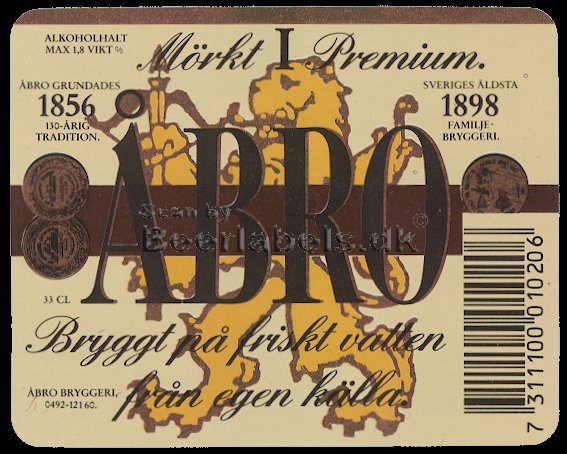 ALKOHOLHALT
MAX 1,8 VIKT %
Mörkt I Premium.
ÅBRO GRUNDADES
1856
130-ÅRIG
TRADITION.
SVERIGES ÄLDSTA
1898
FAMILJE-
BRYGGERI.
ÅBRO
©
Scan by
Beerlabels.dk
33 CL
Bryggt på friskt vatten
från egen källa.
ÅBRO BRYGGERI,
0492-121 60.
7 311100 010206